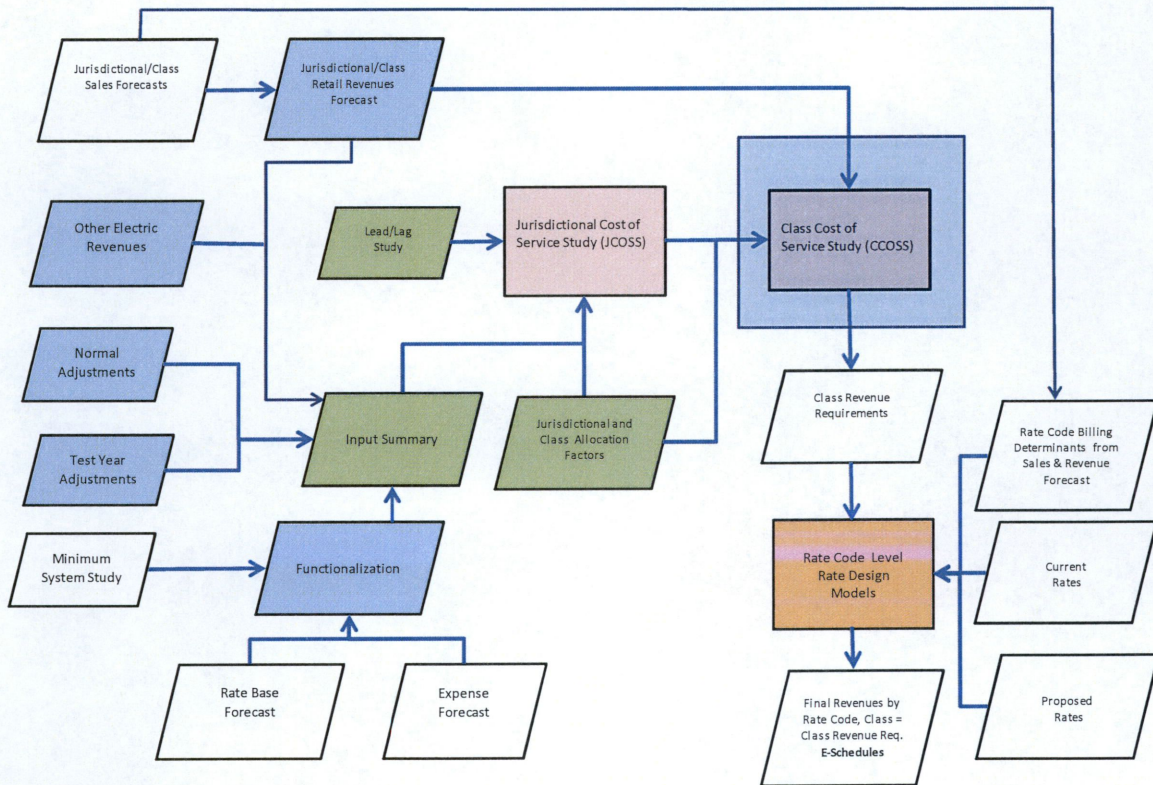 Jurisdictional/Class
Sales Forecasts
Jurisdictional/Class
Retail Revenues
Forecast
Other Electric
Revenues
Lead/Lag
Study
Jurisdictional Cost of
Service Study (JCOSS)
Class Cost of
Service Study (CCOSS)
Normal
Adjustments
Test Year
Adjustments
Input Summary
Jurisdictional and
Class Allocation
Factors
Class Revenue
Requirements
Rate Code Billing
Determinants from
Sales & Revenue
Forecast
Minimum
System Study
Functionalization
Rate Code Level
Rate Design
Models
Current
Rates
Rate Base
Forecast
Expense
Forecast
Final Revenues by
Rate Code, Class =
Class Revenue Req.
E-Schedules
Proposed
Rates